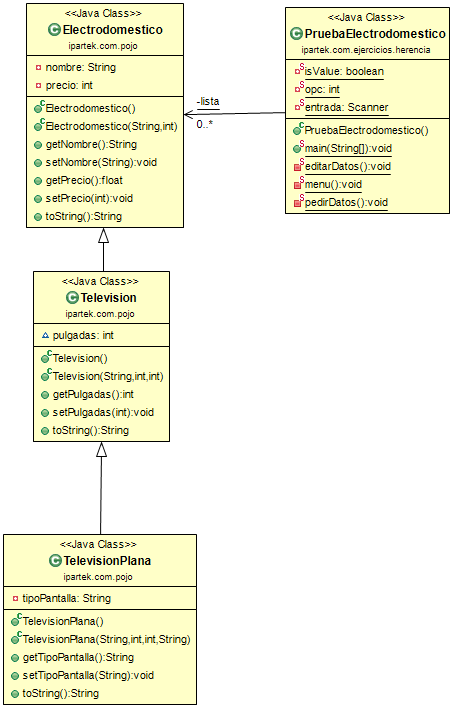 <<Java Class>>
Electrodomestico
ipartek.com.pojo
nombre: String
precio: int
Electrodomestico()
Electrodomestico(String,int)
getNombre():String
setNombre(String):void
getPrecio():float
setPrecio(int):void
toString():String
-lista
0..*
<<Java Class>>
PruebaElectrodomestico
ipartek.com.ejercicios.herencia
isValue: boolean
opc: int
entrada: Scanner
PruebaElectrodomestico()
main(String[]):void
editarDatos():void
menu():void
pedirDatos():void
<<Java Class>>
Television
ipartek.com.pojo
pulgadas: int
Television()
Television(String,int,int)
getPulgadas():int
setPulgadas(int):void
toString():String
<<Java Class>>
TelevisionPlana
ipartek.com.pojo
tipoPantalla: String
TelevisionPlana()
TelevisionPlana(String,int,int,String)
getTipoPantalla():String
setTipoPantalla(String):void
toString():String